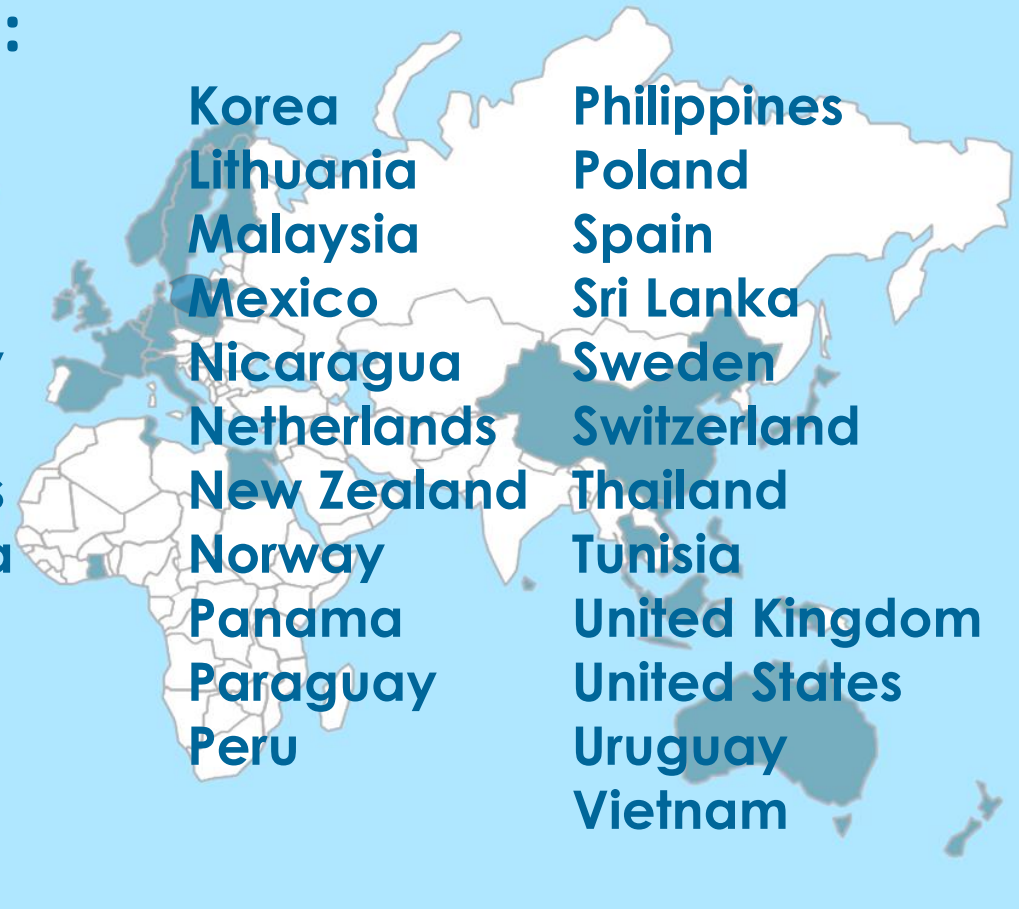 :
Korea
Lithuania
Malaysia
Mexico
Nicaragua
Netherlands
New Zealand
Norway
Panama
Paraguay
Peru
Philippines
Poland
Spain
Sri Lanka
Sweden
Switzerland
Thailand
Tunisia
United Kingdom
United States
Uruguay
Vietnam